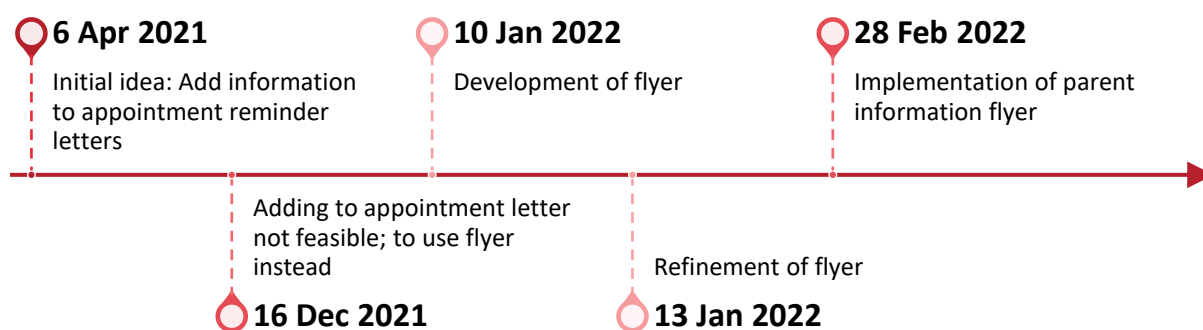 6 Apr 2021
Initial idea: Add information
to appointment reminder
letters
10 Jan 2022
Development of flyer
28 Feb 2022
Implementation of parent
information flyer
Adding to appointment letter
not feasible; to use flyer
instead
16 Dec 2021
Refinement of flyer
13 Jan 2022